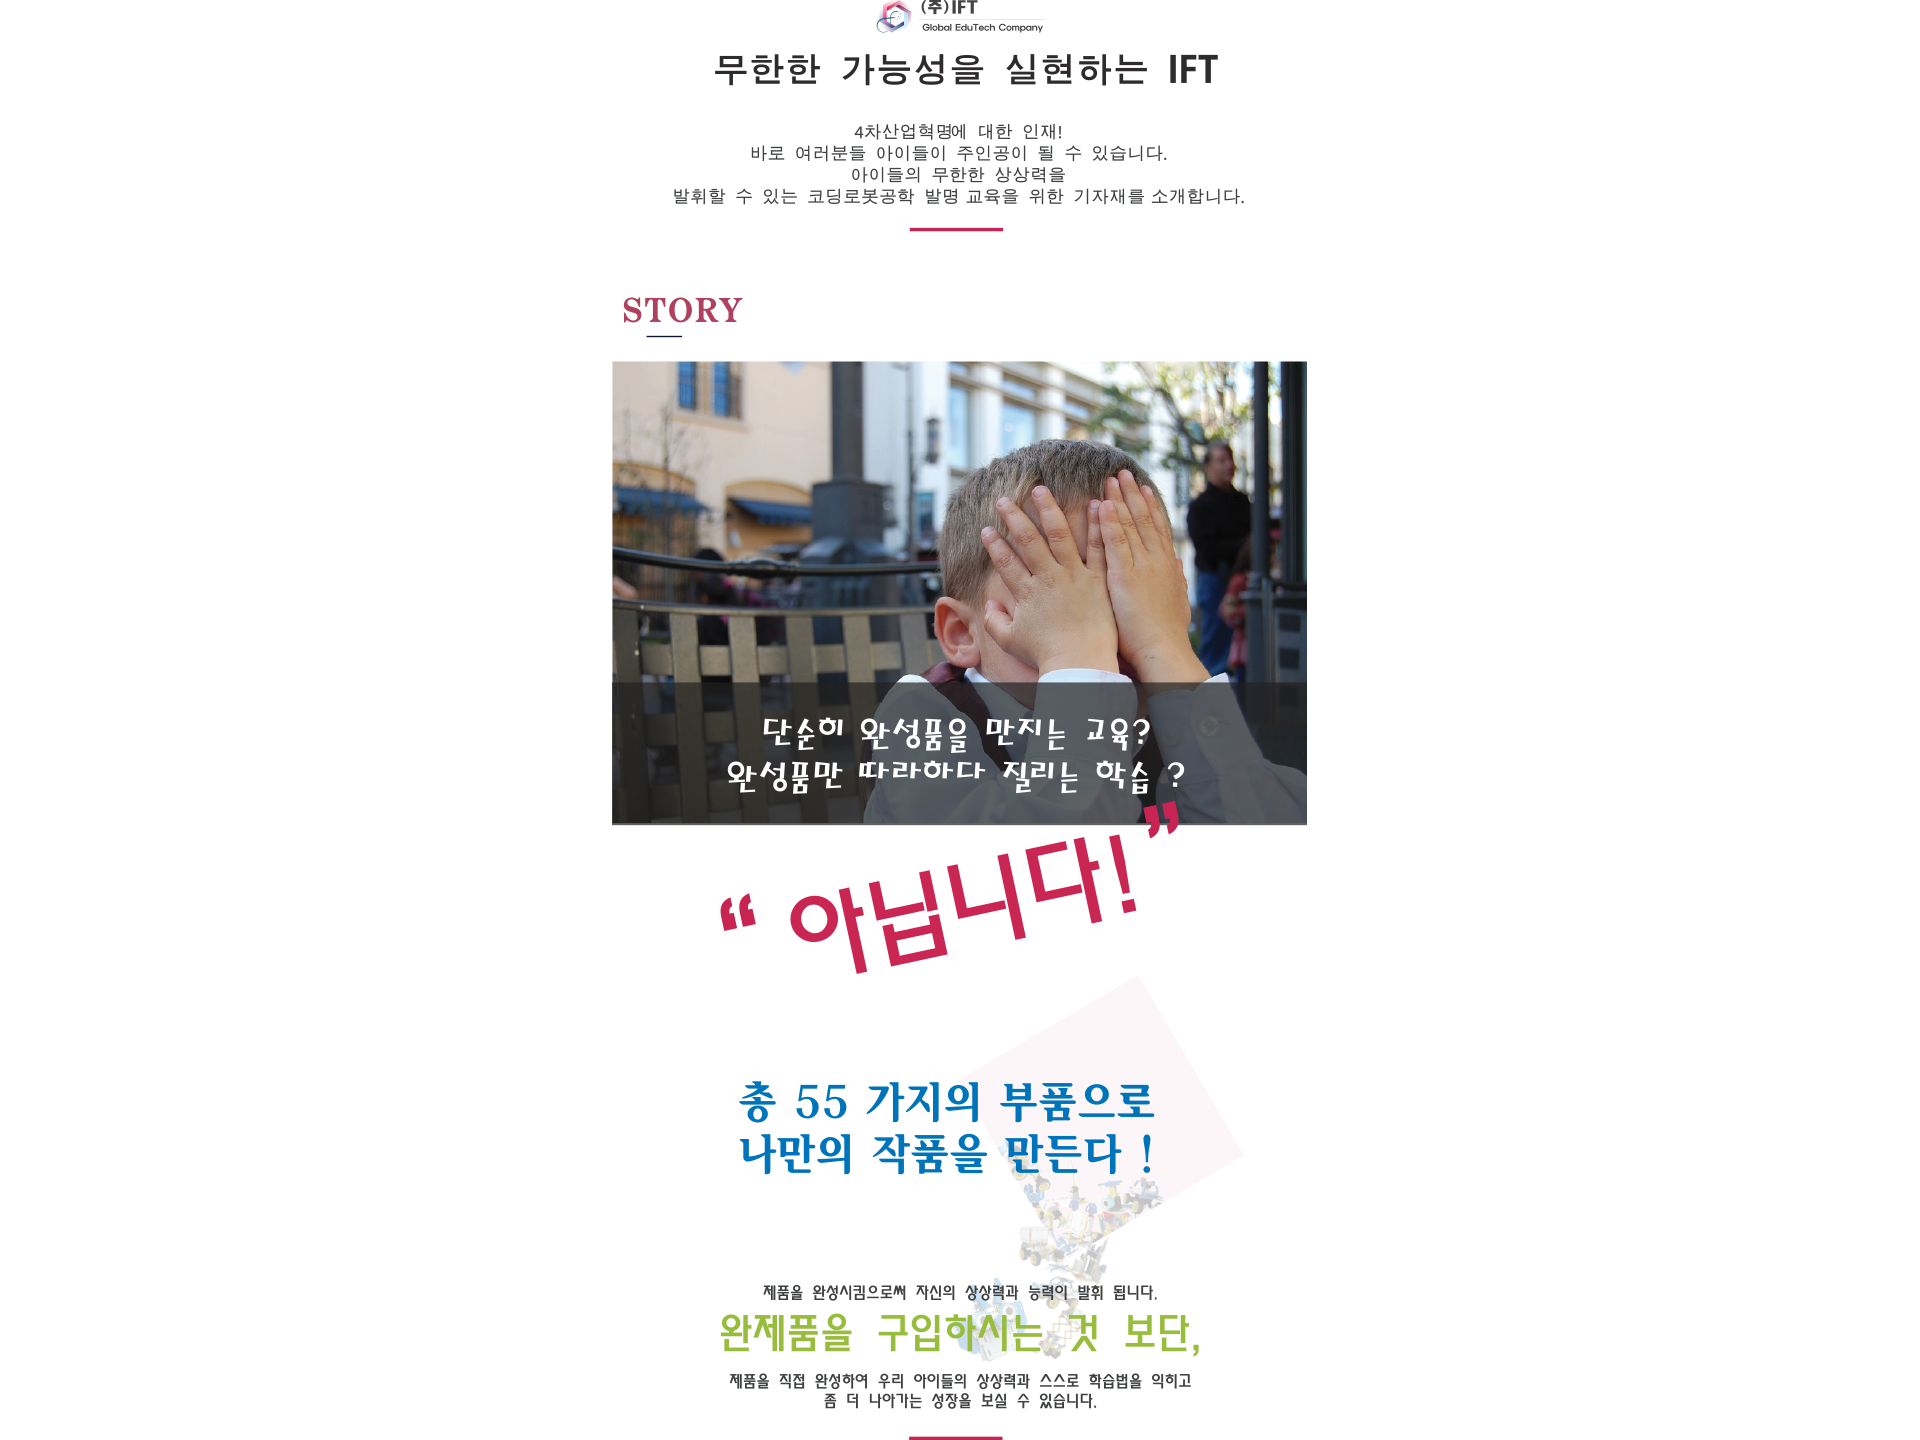 (주)IFT
Global EduTech Company
무한한 가능성을 실현하는 IFT
4차산업혁명에 대한 인재!
바로 여러분들 아이들이 주인공이 될 수 있습니다.
아이들의 무한한 상상력을
발휘할 수 있는 코딩로봇공학 발명 교육을 위한 기자재를 소개합니다.
STORY
단순히 완성품을 만지는 교육?
완성품만 따라하다 질리는 학습 ?
“ 아닙니다! ”
총 55 가지의 부품으로
나만의 작품을 만든다 !
제품을 완성시킴으로써 자신의 상상력과 능력이 발휘 됩니다.
완제품을 구입하시는 것 보단,
제품을 직접 완성하여 우리 아이들의 상상력과 스스로 학습법을 익히고
좀 더 나아가는 성장을 보실 수 있습니다.